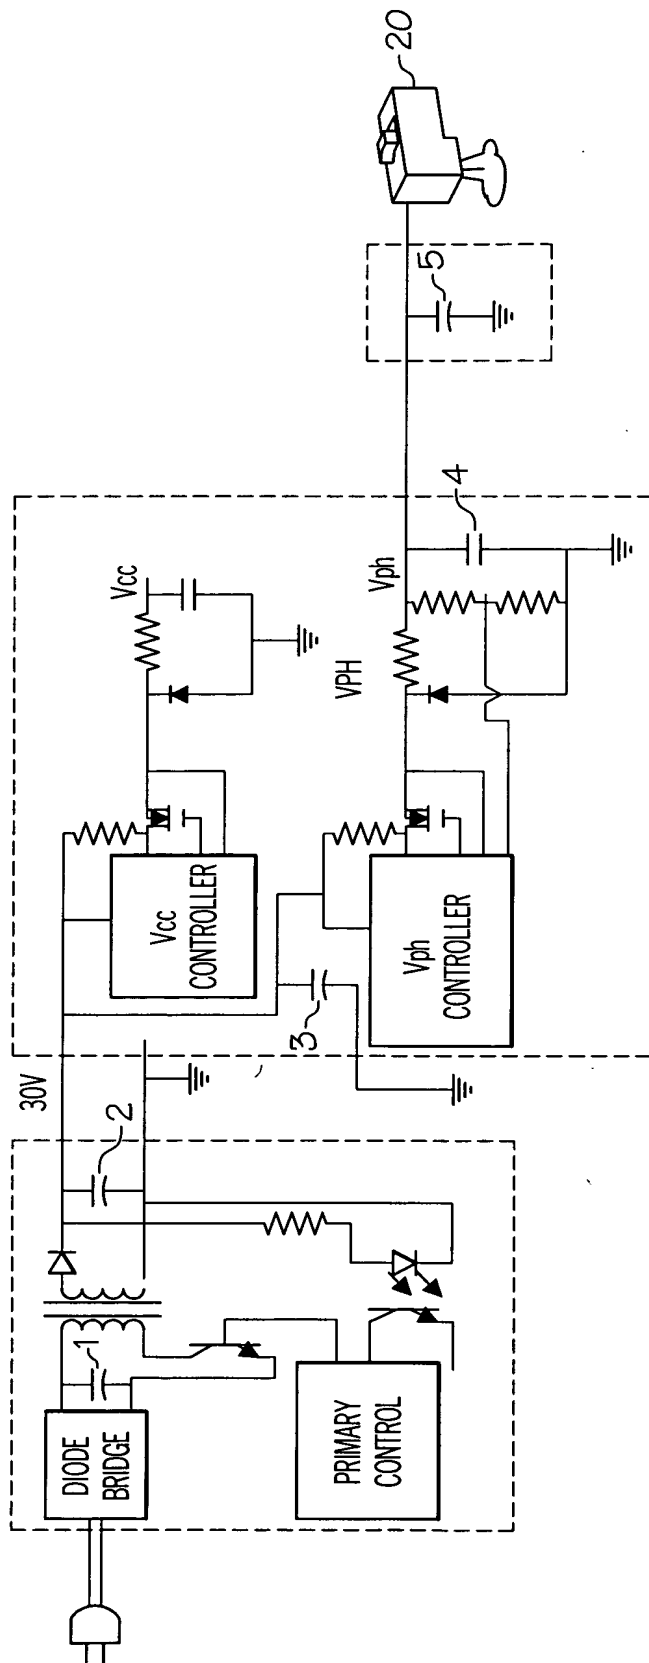 DIODE
BRIDGE
1
2
30V
PRIMARY
CONTROL
Vcc
CONTROLLER
Vcc
3
Vph
CONTROLLER
VPH
Vph
4
5
20